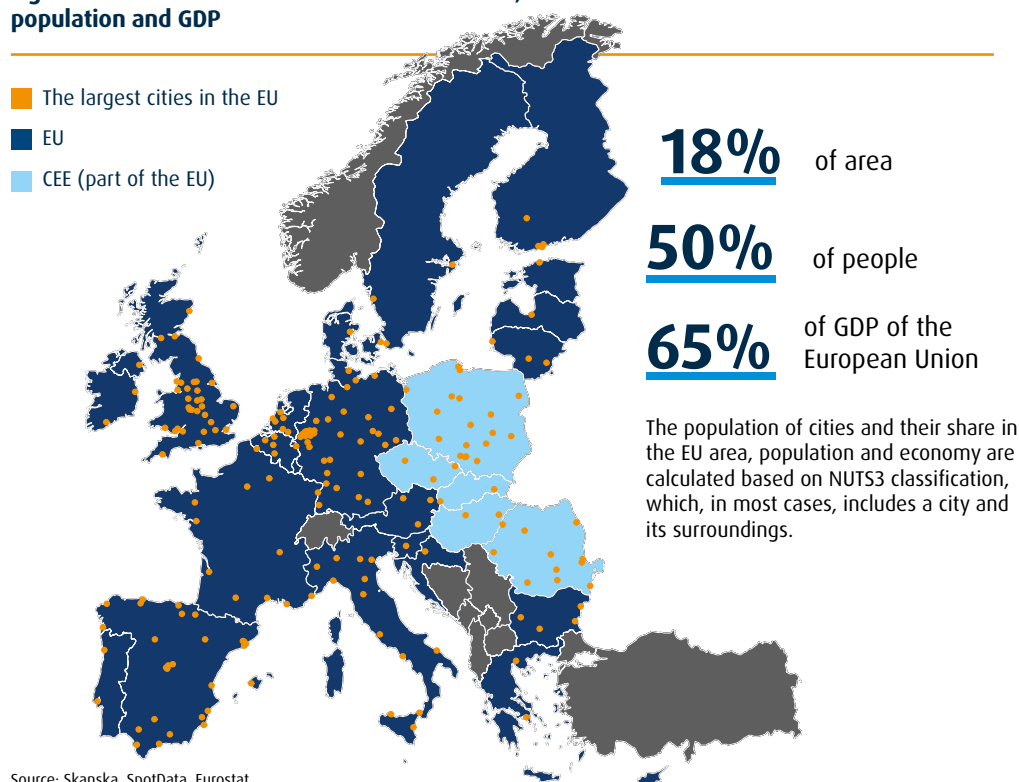 population and GDP
The largest cities in the EU
EU
CEE (part of the EU)
18% of area
50% of people
65% of GDP of the
European Union
The population of cities and their share in
the EU area, population and economy are
calculated based on NUTS3 classification,
which, in most cases, includes a city and
its surroundings.
Source: Skanska, SpotData, Eurostat